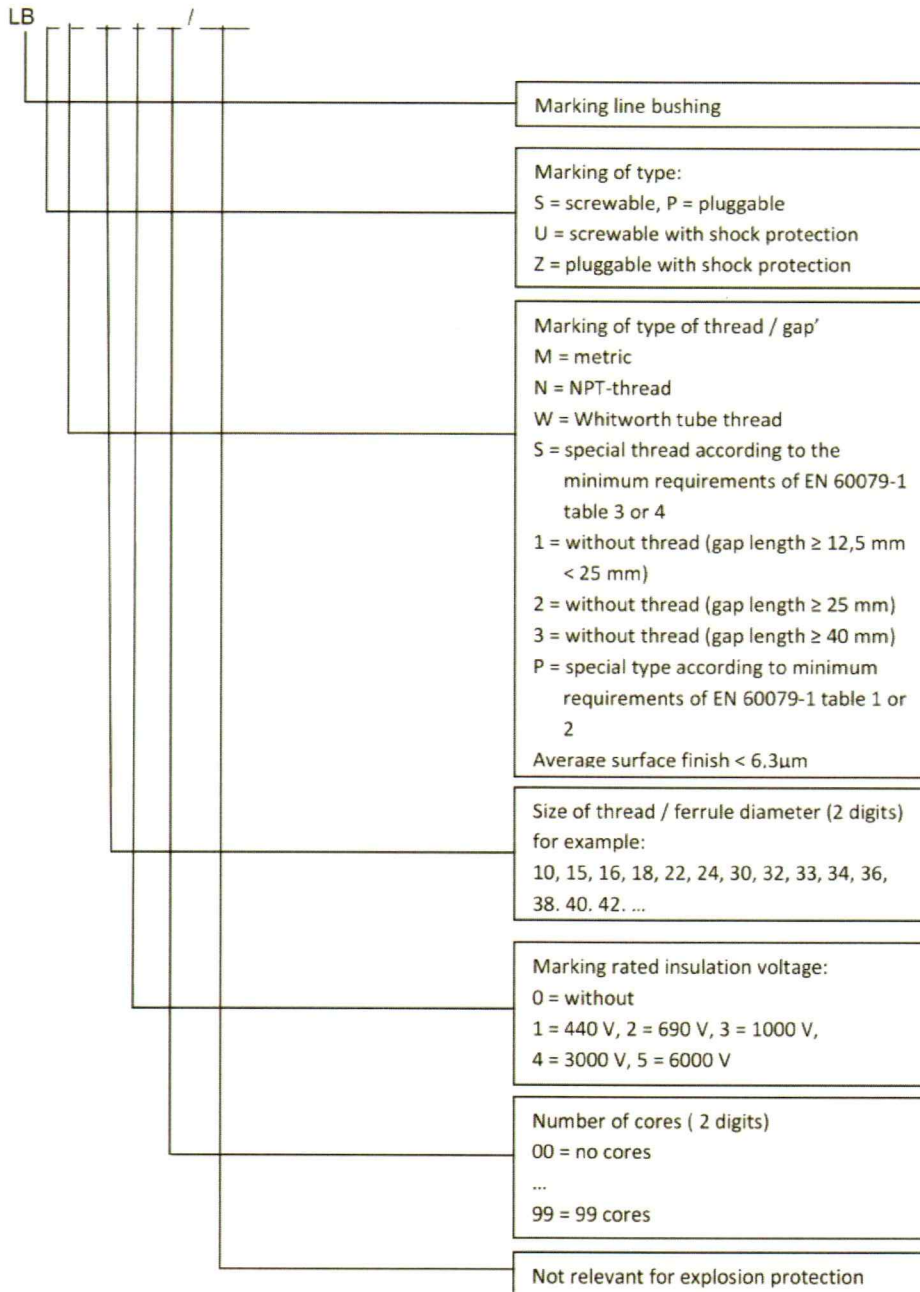 LB _ _ _ _ _ / _ _
Marking line bushing
Marking of type:
S = screwable, P = pluggable
U = screwable with shock protection
Z = pluggable with shock protection
Marking of type of thread / gap'
M = metric
N = NPT-thread
W = Whitworth tube thread
S = special thread according to the
minimum requirements of EN 60079-1
table 3 or 4
1 = without thread (gap length ≥ 12,5 mm
< 25 mm)
2 = without thread (gap length ≥ 25 mm)
3 = without thread (gap length ≥ 40 mm)
P = special type according to minimum
requirements of EN 60079-1 table 1 or
2
Average surface finish < 6.3µm
Size of thread / ferrule diameter (2 digits)
for example:
10, 15, 16, 18, 22, 24, 30, 32, 33, 34, 36,
38. 40. 42. ...
Marking rated insulation voltage:
0 = without
1 = 440 V, 2 = 690 V, 3 = 1000 V,
4 = 3000 V, 5 = 6000 V
Number of cores ( 2 digits)
00 = no cores
...
99 = 99 cores
Not relevant for explosion protection